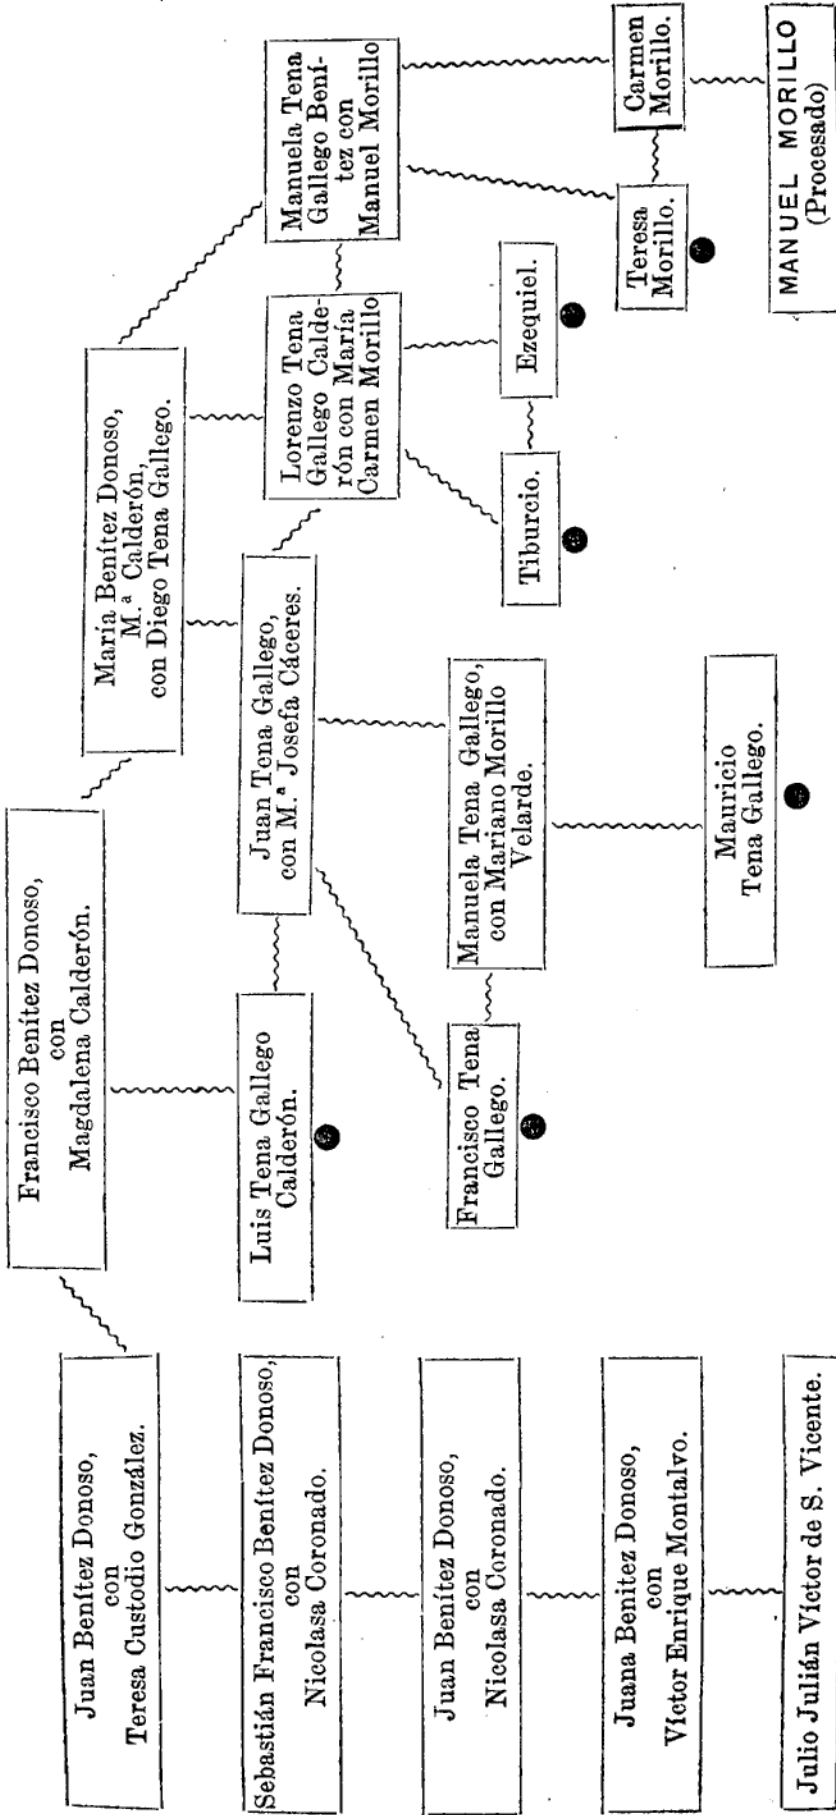 Francisco Benítez Donoso,
con
Magdalena Calderón.
Juan Benítez Donoso,
con
Teresa Custodio González.
María Benítez Donoso,
M.ª Calderón,
con Diego Tena Gallego.
Sebastián Francisco Benítez Donoso,
con
Nicolasa Coronado.
Luis Tena Gallego
Calderón.
Juan Tena Gallego,
con M.ª Josefa Cáceres.
Lorenzo Tena
Gallego Calde-
rón con María
Carmen Morillo
Manuela Tena
Gallego Bení-
tez con
Manuel Morillo
Juan Benítez Donoso,
con
Nicolasa Coronado.
Francisco Tena
Gallego.
Manuela Tena Gallego,
con Mariano Morillo
Velarde.
Tiburcio.
Ezequiel.
Juana Benitez Donoso,
con
Víctor Enrique Montalvo.
Teresa
Morillo.
Carmen
Morillo.
Mauricio
Tena Gallego.
Julio Julián Víctor de S. Vicente.
MANUEL MORILLO
(Procesado)